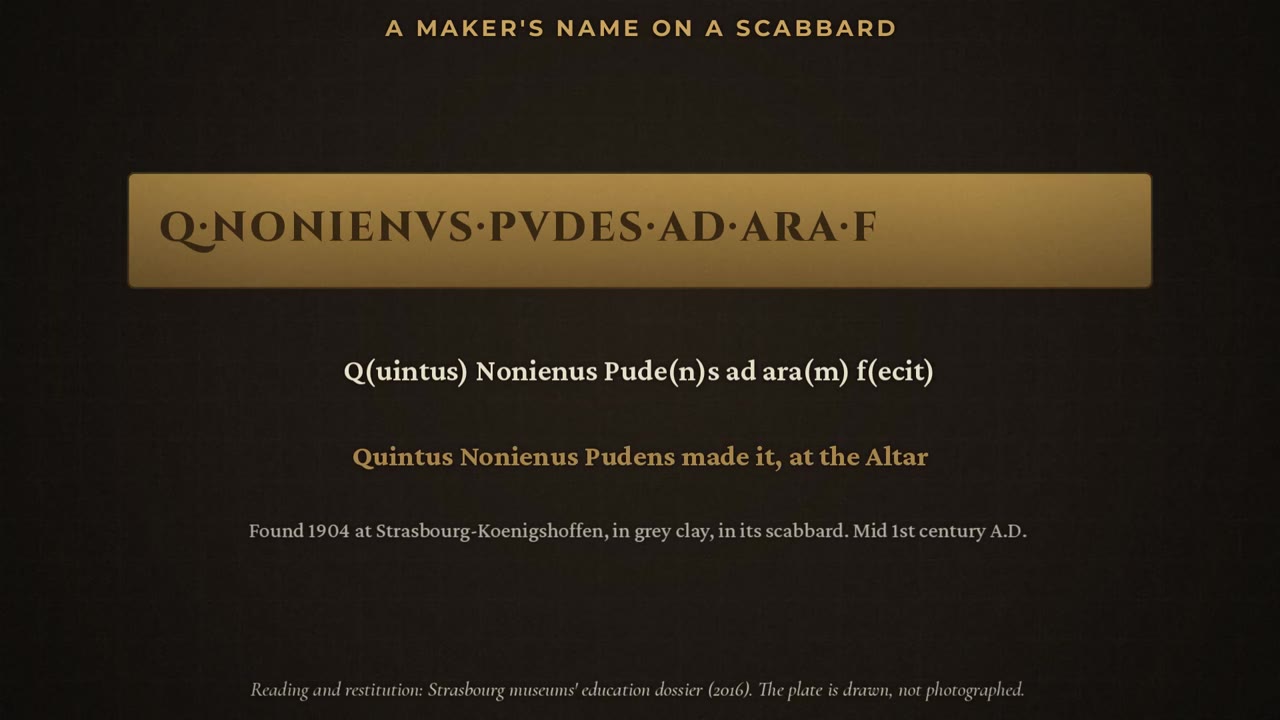 A MAKER'S NAME ON A SCABBARD
Q·NONIENVS·PVDES·AD·ARA·F
Q(uintus) Nonienus Pude(n)s ad ara(m) f(ecit)
Quintus Nonienus Pudens made it, at the Altar
Found 1904 at Strasbourg-Koenigshoffen, in grey clay, in its scabbard. Mid 1st century A.D.
Reading and restitution: Strasbourg museums' education dossier (2016). The plate is drawn, not photographed.